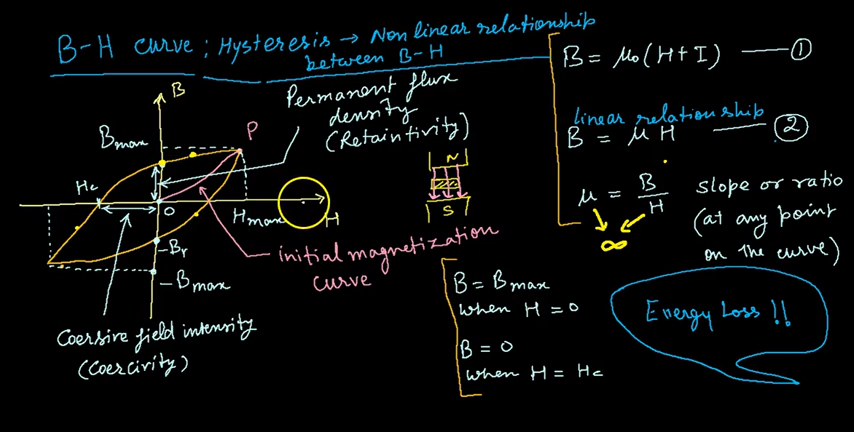 B-H curve ; Hysteresis → Non linear relationship
between B-H
B
Permanent flux
density
(Retaintivity)
Bmax
P
Hc
O
Hmax
H
-Br
-Bmax
initial magnetization
curve
Coersive field intensity
(Coercivity)
N
S
B = μ₀ (H+I) — ①
linear relationship
B = μ H — ②
μ = B/H slope or ratio
(at any point
on the curve)
∞
B = Bmax
when H = 0
B = 0
when H = Hc
Energy Loss !!